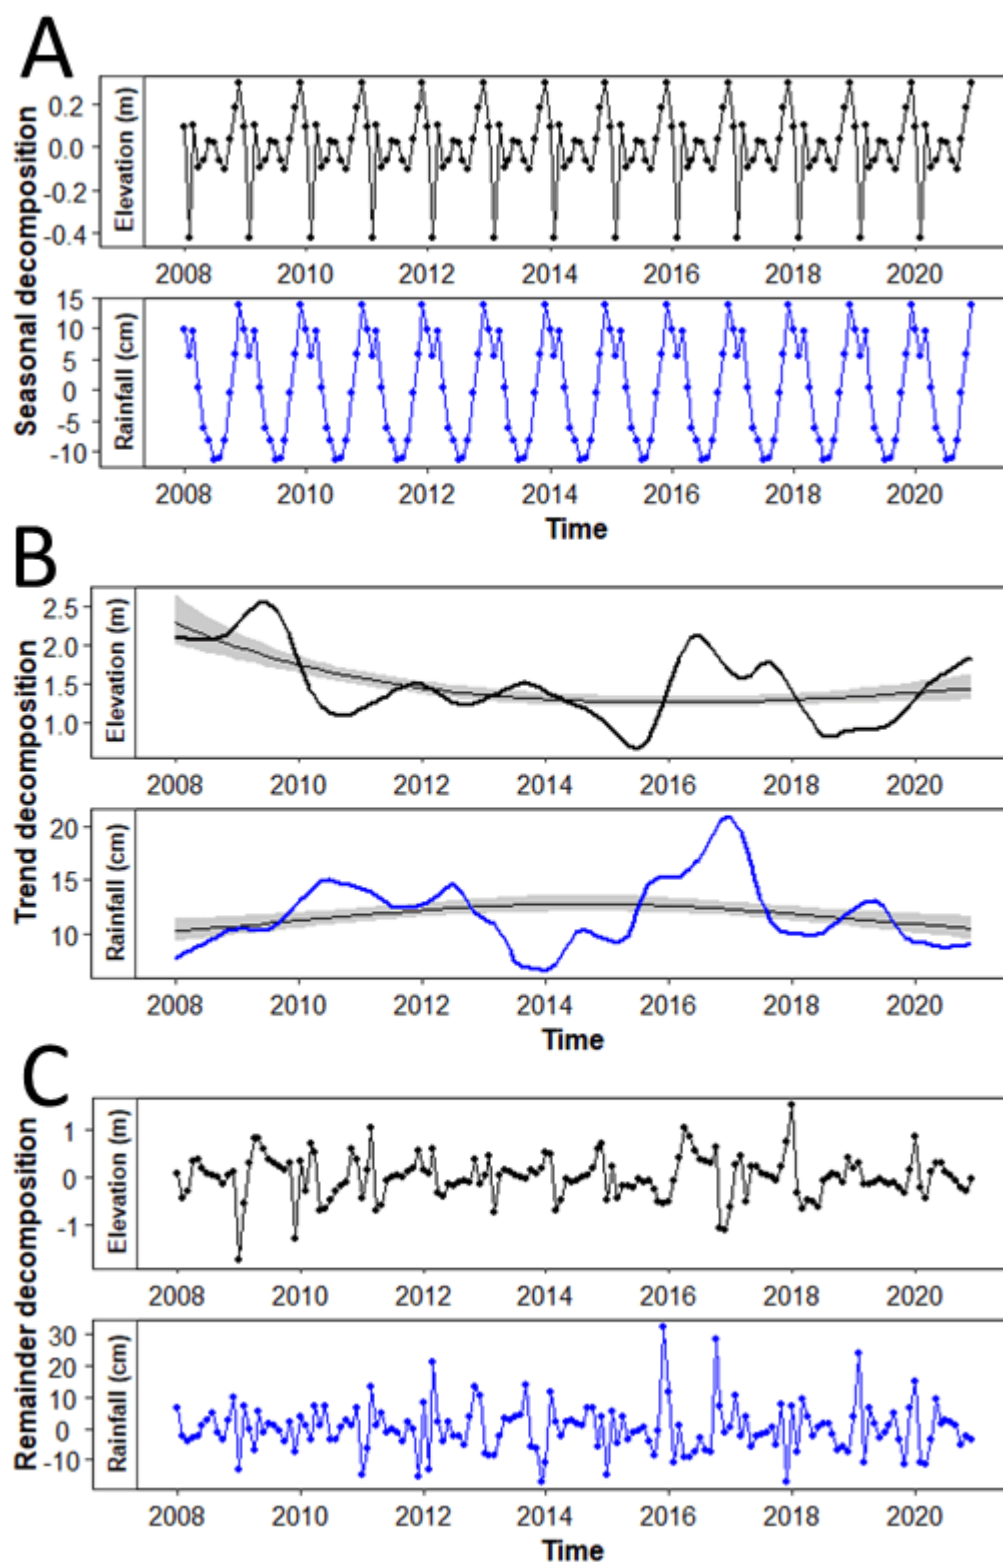 A
Seasonal decomposition
Elevation (m)
0.2
0.0
-0.2
-0.4
2008 2010 2012 2014 2016 2018 2020
Rainfall (cm)
15
10
5
0
-5
-10
2008 2010 2012 2014 2016 2018 2020
Time
B
Trend decomposition
Elevation (m)
2.5
2.0
1.5
1.0
2008 2010 2012 2014 2016 2018 2020
Rainfall (cm)
20
15
10
2008 2010 2012 2014 2016 2018 2020
Time
C
Remainder decomposition
Elevation (m)
1
0
-1
2008 2010 2012 2014 2016 2018 2020
Rainfall (cm)
30
20
10
0
-10
2008 2010 2012 2014 2016 2018 2020
Time